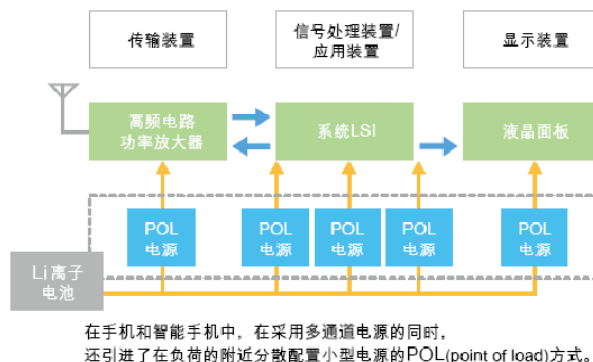 传输装置
信号处理装置/
应用装置
显示装置
高频电路
功率放大器
系统LSI
液晶面板
POL
电源
POL
电源
POL
电源
POL
电源
POL
电源
Li离子
电池
在手机和智能手机中，在采用多通道电源的同时，
还引进了在负荷的附近分散配置小型电源的POL(point of load)方式。